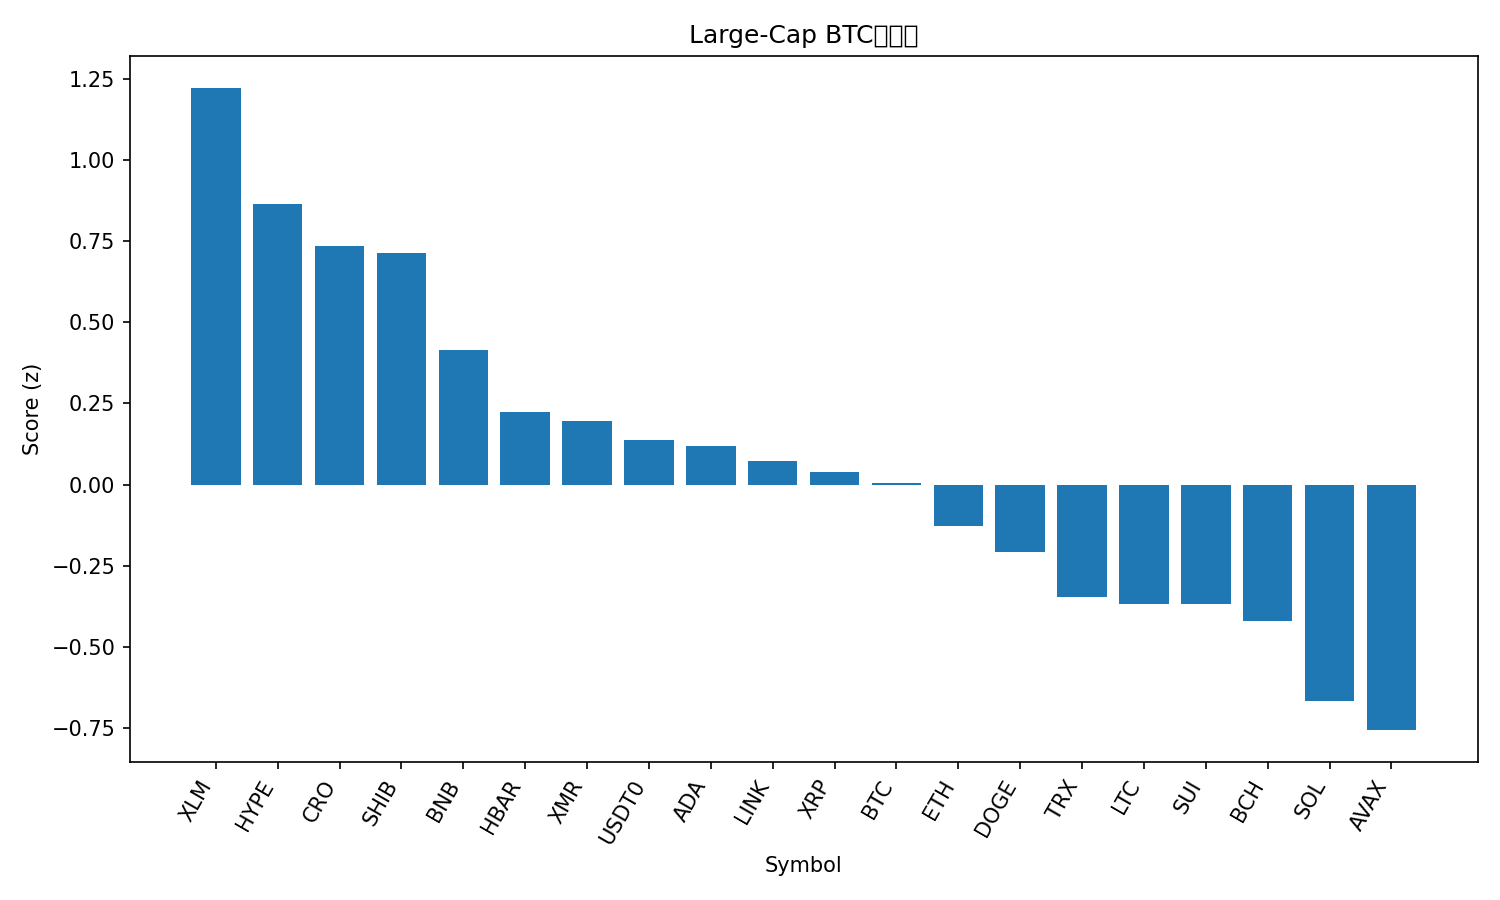 Large-Cap BTC
Score (z)
1.25
1.00
0.75
0.50
0.25
0.00
−0.25
−0.50
−0.75
XLM
HYPE
CRO
SHIB
BNB
HBAR
XMR
USDT0
ADA
LINK
XRP
BTC
ETH
DOGE
TRX
LTC
SUI
BCH
SOL
AVAX
Symbol